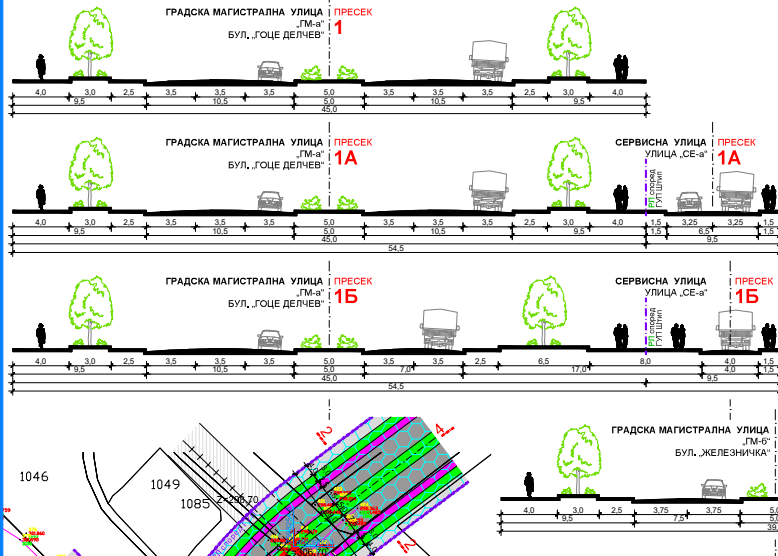 ГРАДСКА МАГИСТРАЛНА УЛИЦА ПРЕСЕК
„ГМ-а" 1
БУЛ. „ГОЦЕ ДЕЛЧЕВ"
4,0 3,0 2,5 3,5 3,5 3,5 5,0 3,5 3,5 3,5 2,5 3,0 4,0
9,5 10,5 5,0 10,5 9,5
45,0
ГРАДСКА МАГИСТРАЛНА УЛИЦА ПРЕСЕК
„ГМ-а" 1А
БУЛ. „ГОЦЕ ДЕЛЧЕВ"
СЕРВИСНА УЛИЦА ПРЕСЕК
УЛИЦА „СЕ-а" 1А
РЛ според
ГУП Штип
4,0 3,0 2,5 3,5 3,5 3,5 5,0 3,5 3,5 3,5 2,5 3,0 4,0 1,5 3,25 3,25 1,5
9,5 10,5 5,0 10,5 9,5 1,5 6,5 1,5
45,0 9,5
54,5
ГРАДСКА МАГИСТРАЛНА УЛИЦА ПРЕСЕК
„ГМ-а" 1Б
БУЛ. „ГОЦЕ ДЕЛЧЕВ"
СЕРВИСНА УЛИЦА ПРЕСЕК
УЛИЦА „СЕ-а" 1Б
РЛ според
ГУП Штип
4,0 3,0 2,5 3,5 3,5 3,5 5,0 3,5 3,5 2,5 6,5 8,0 4,0 1,5
9,5 10,5 5,0 7,0 17,0 4,0 1,5
45,0 9,5
54,5
ГРАДСКА МАГИСТРАЛНА УЛИЦА
„ГМ-б"
БУЛ. „ЖЕЛЕЗНИЧКА"
4,0 3,0 2,5 3,75 3,75 5,0
9,5 7,5 5,0
39,
1046
1049
1085
2
4
2